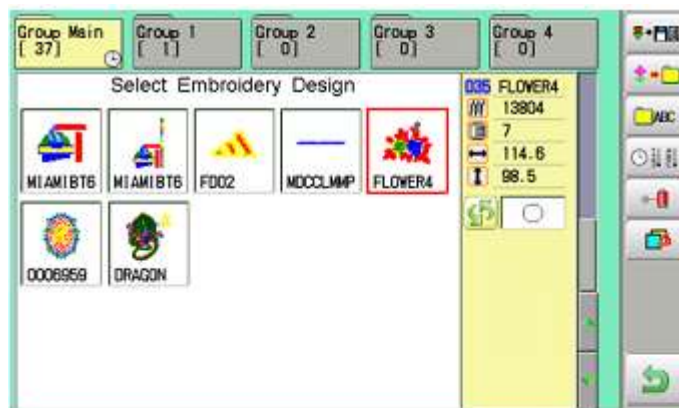 Group Main
[ 37]
Group 1
[ 1]
Group 2
[ 0]
Group 3
[ 0]
Group 4
[ 0]
Select Embroidery Design
035 FLOWER4
13804
7
114.6
98.5
MIAMIBT6
MIAMIBT6
FD02
MDCCLMMP
FLOWER4
0006959
DRAGON
ABC